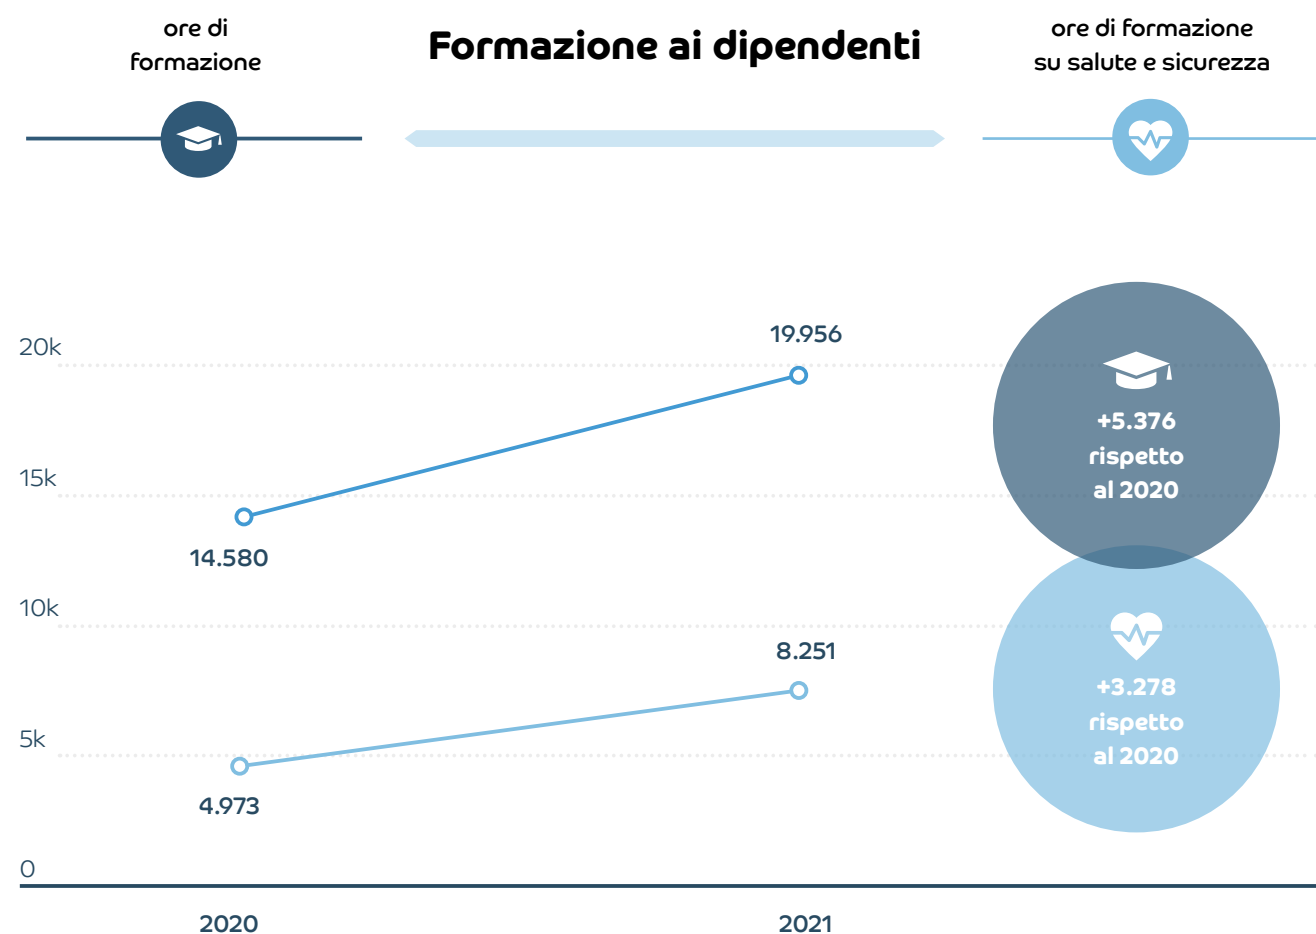 ore di
formazione
Formazione ai dipendenti
ore di formazione
su salute e sicurezza
20k
19.956
+5.376
rispetto
al 2020
15k
14.580
10k
8.251
+3.278
rispetto
al 2020
5k
4.973
0
2020
2021